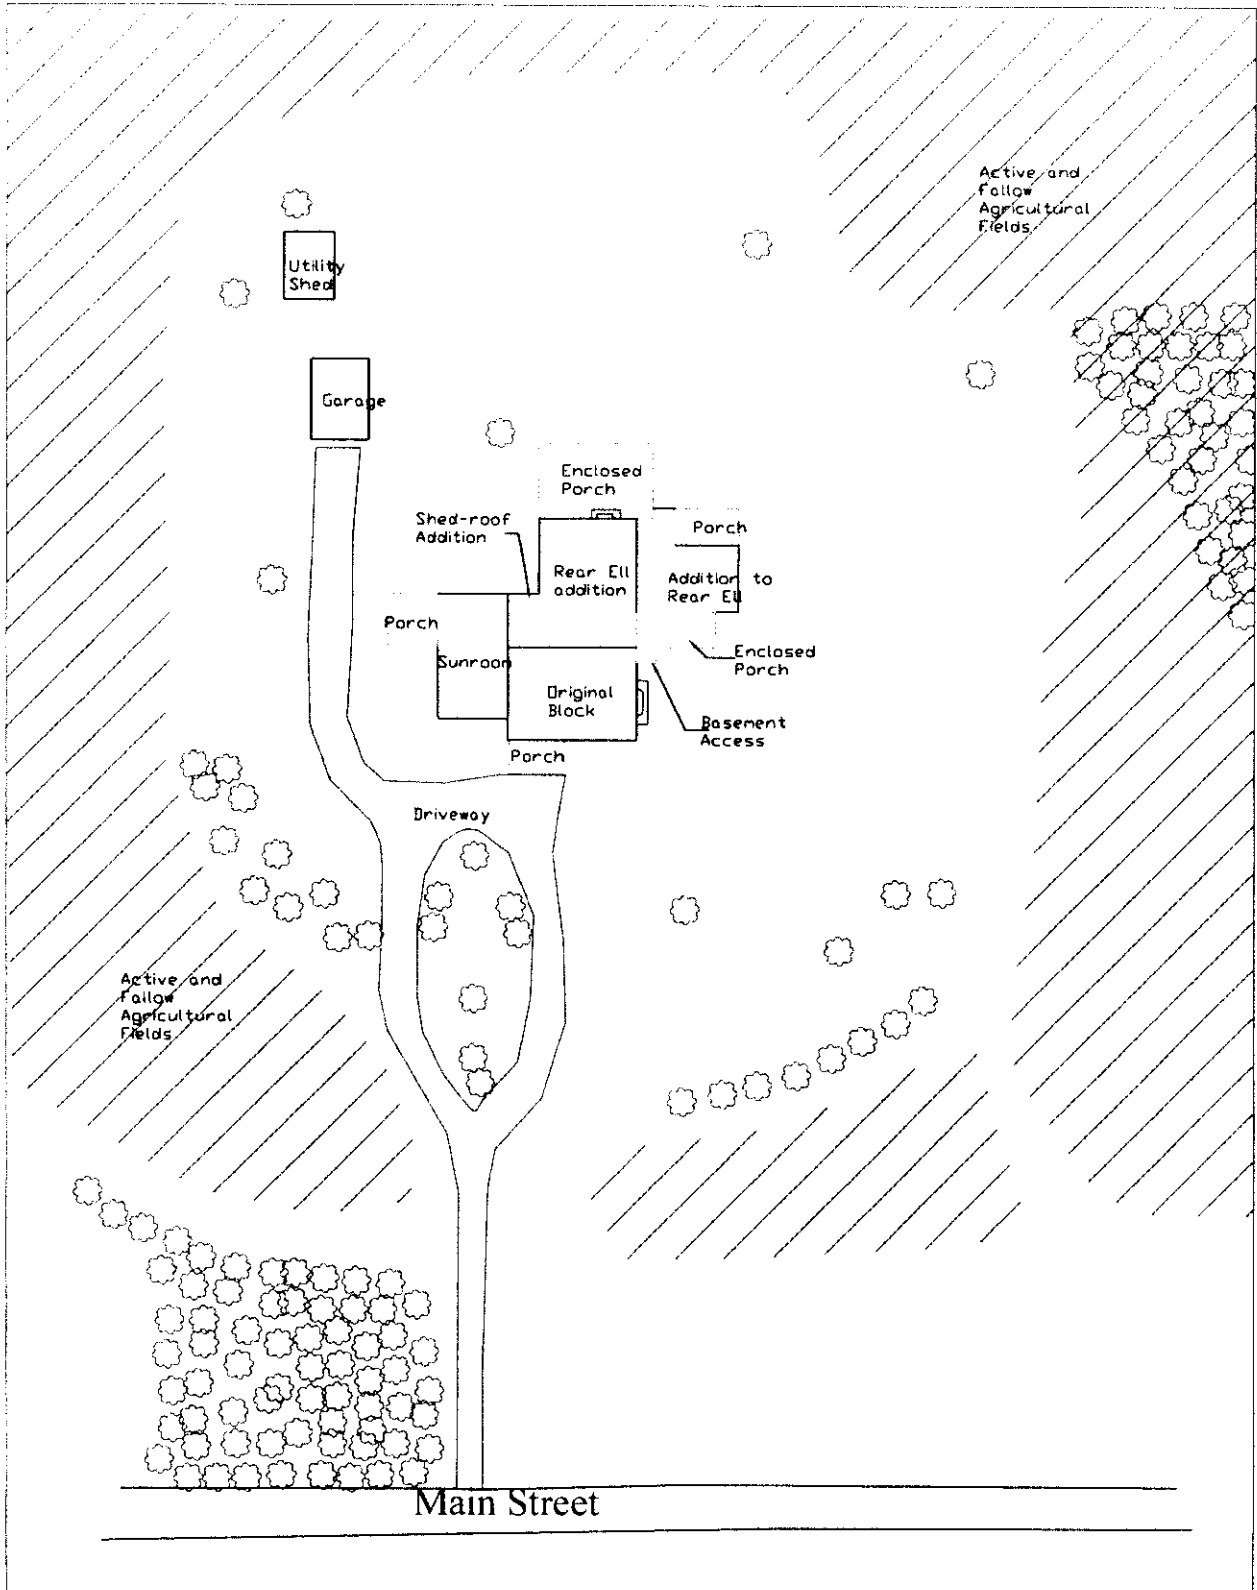 Active and
Fallow
Agricultural
Fields
Utility
Shed
Garage
Enclosed
Porch
Shed-roof
Addition
Porch
Rear Ell
addition
Addition to
Rear Ell
Porch
Sunroom
Enclosed
Porch
Original
Block
Basement
Access
Porch
Driveway
Active and
Fallow
Agricultural
Fields
Main Street